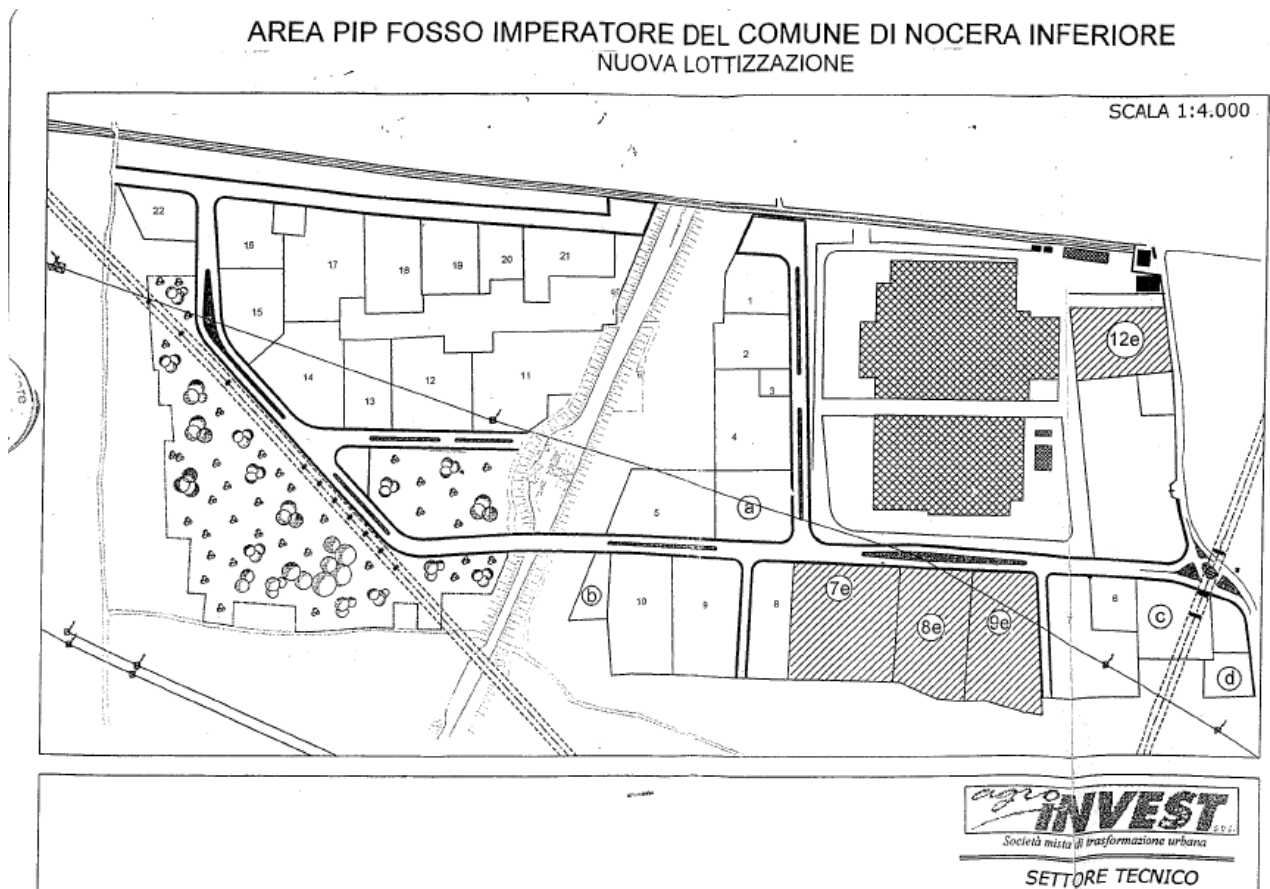 AREA PIP FOSSO IMPERATORE DEL COMUNE DI NOCERA INFERIORE
NUOVA LOTTIZZAZIONE
SCALA 1:4.000
22
16
17
18
19
20
21
15
14
13
12
11
1
2
3
4
5
a
12e
b
10
9
8
7e
8e
9e
7
6
c
d
agro
INVEST
Società mista di trasformazione urbana
SETTORE TECNICO